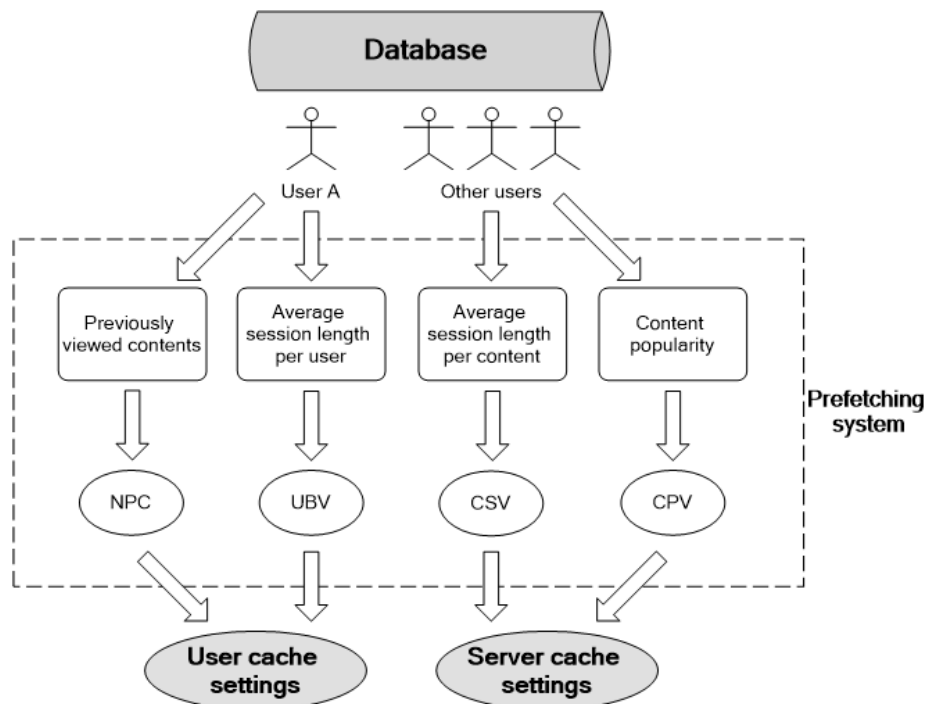 Database
User A
Other users
Previously
viewed contents
Average
session length
per user
Average
session length
per content
Content
popularity
Prefetching
system
NPC
UBV
CSV
CPV
User cache
settings
Server cache
settings